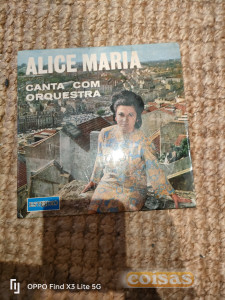 ALICE MARIA
CANTA COM
ORQUESTRA
OPPO Find X3 Lite 5G
coisas